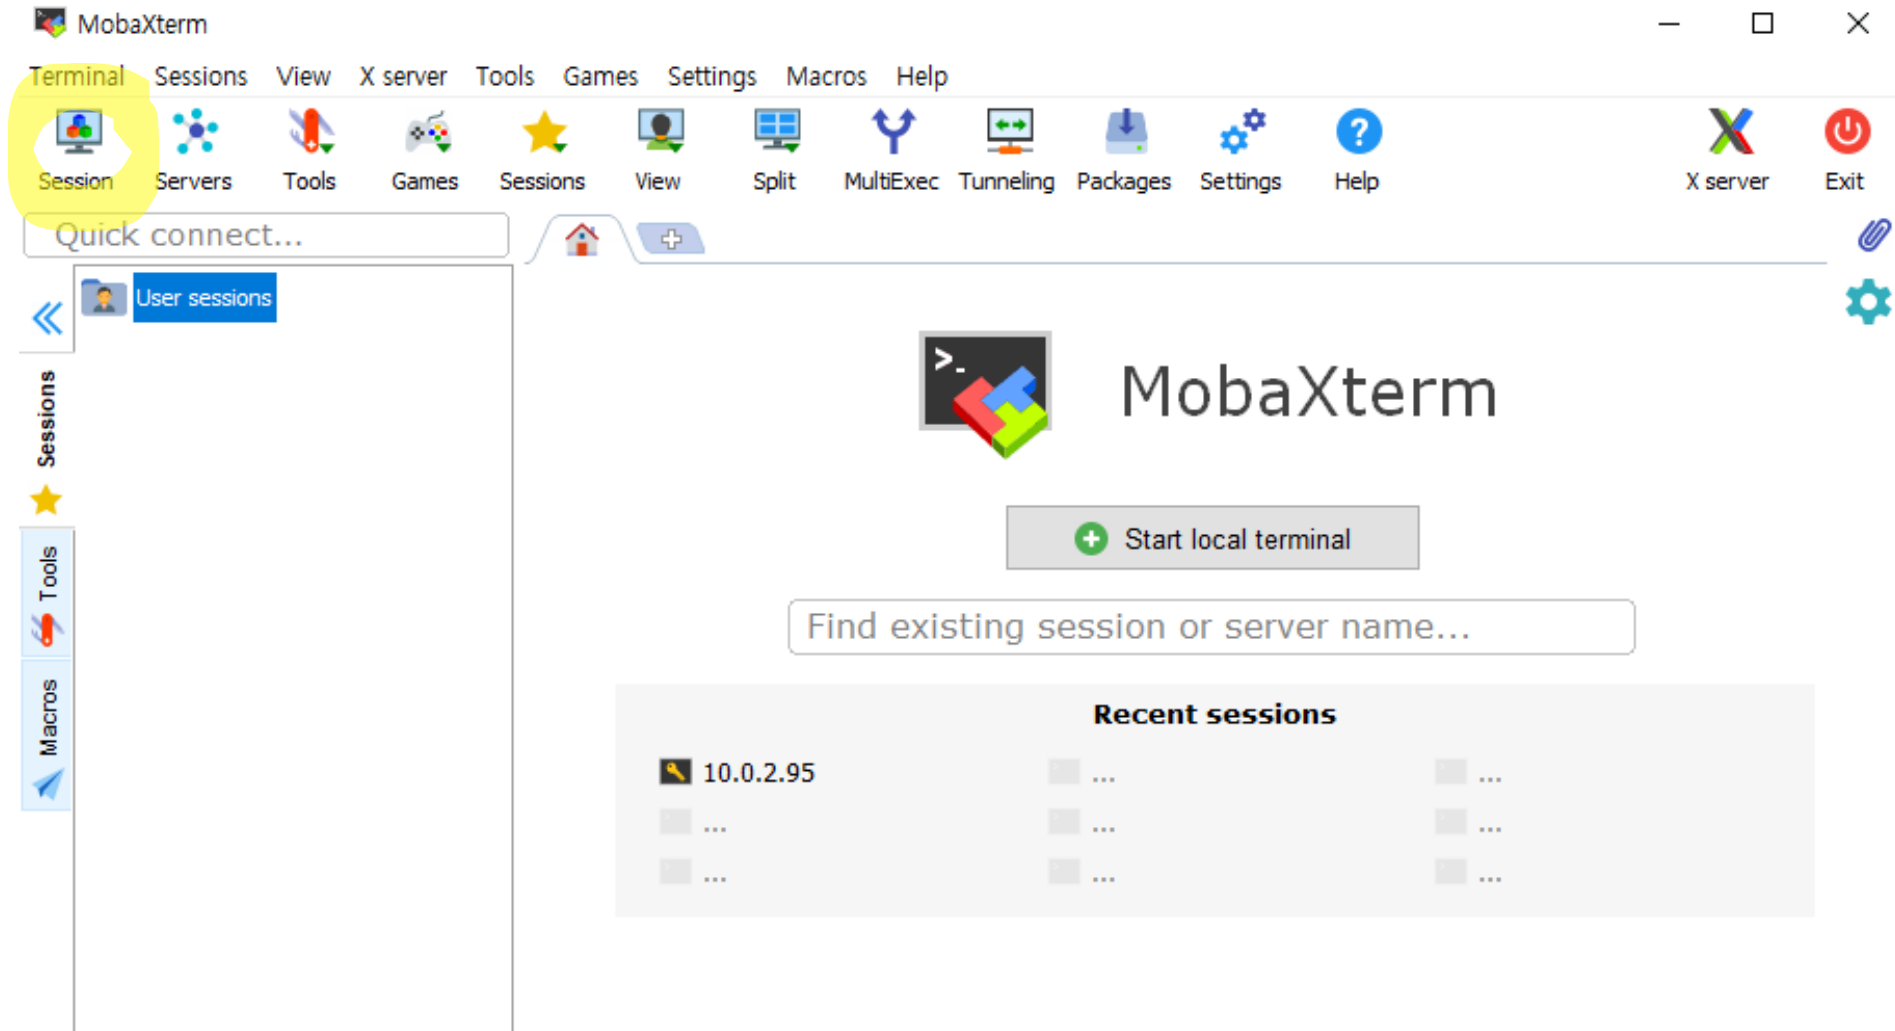 MobaXterm
Terminal Sessions View X server Tools Games Settings Macros Help
Session Servers Tools Games Sessions View Split MultiExec Tunneling Packages Settings Help X server Exit
Quick connect...
User sessions
Sessions
Tools
Macros
>_
MobaXterm
Start local terminal
Find existing session or server name...
Recent sessions
10.0.2.95 ... ...
... ... ...
... ... ...